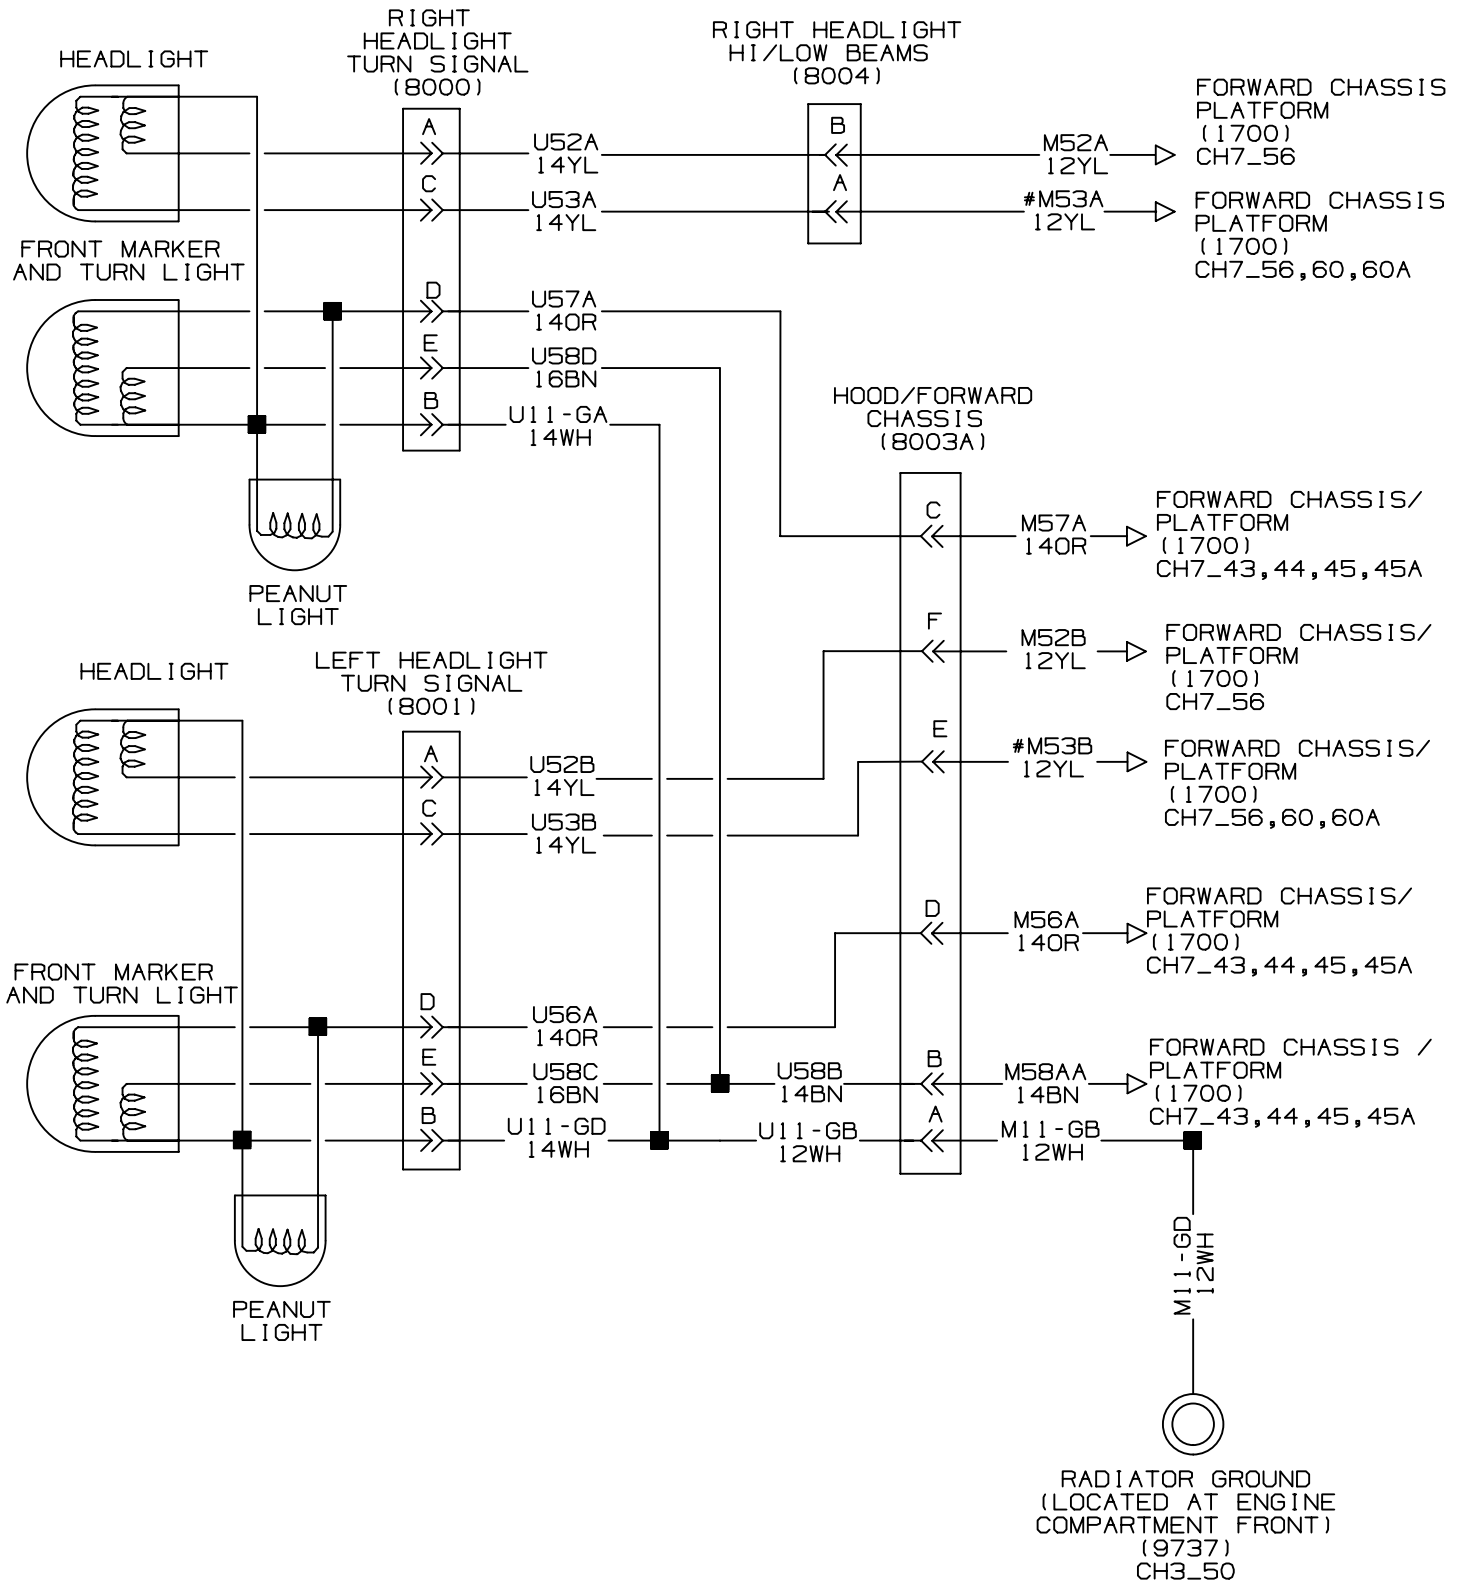 RIGHT
HEADLIGHT
TURN SIGNAL
(8000)
RIGHT HEADLIGHT
HI/LOW BEAMS
(8004)
HEADLIGHT
FORWARD CHASSIS
PLATFORM
(1700)
CH7_56
A
U52A
14YL
B
M52A
12YL
C
U53A
14YL
A
#M53A
12YL
FORWARD CHASSIS
PLATFORM
(1700)
CH7_56,60,60A
FRONT MARKER
AND TURN LIGHT
D
U57A
14OR
E
U58D
16BN
B
U11-GA
14WH
HOOD/FORWARD
CHASSIS
(8003A)
PEANUT
LIGHT
C
M57A
14OR
FORWARD CHASSIS/
PLATFORM
(1700)
CH7_43,44,45,45A
F
M52B
12YL
FORWARD CHASSIS/
PLATFORM
(1700)
CH7_56
HEADLIGHT
LEFT HEADLIGHT
TURN SIGNAL
(8001)
E
#M53B
12YL
FORWARD CHASSIS/
PLATFORM
(1700)
CH7_56,60,60A
A
U52B
14YL
C
U53B
14YL
D
M56A
14OR
FORWARD CHASSIS/
PLATFORM
(1700)
CH7_43,44,45,45A
FRONT MARKER
AND TURN LIGHT
D
U56A
14OR
E
U58C
16BN
U58B
14BN
B
M58AA
14BN
FORWARD CHASSIS /
PLATFORM
(1700)
CH7_43,44,45,45A
B
U11-GD
14WH
U11-GB
12WH
A
M11-GB
12WH
M11-GD
12WH
PEANUT
LIGHT
RADIATOR GROUND
(LOCATED AT ENGINE
COMPARTMENT FRONT)
(9737)
CH3_50